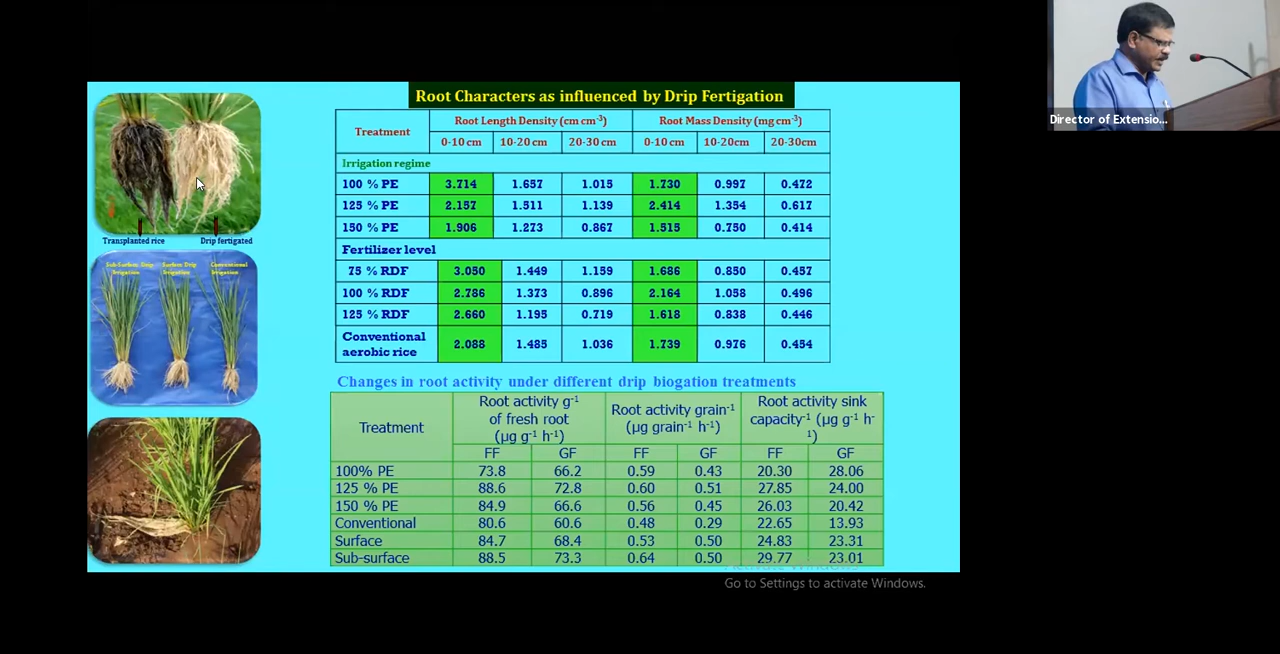 Root Characters as influenced by Drip Fertigation
Treatment Root Length Density (cm cm⁻³) Root Mass Density (mg cm⁻³)
0-10 cm 10-20 cm 20-30 cm 0-10 cm 10-20cm 20-30cm
Irrigation regime
100 % PE 3.714 1.657 1.015 1.730 0.997 0.472
125 % PE 2.157 1.511 1.139 2.414 1.354 0.617
150 % PE 1.906 1.273 0.867 1.515 0.750 0.414
Fertilizer level
75 % RDF 3.050 1.449 1.159 1.686 0.850 0.457
100 % RDF 2.786 1.373 0.896 2.164 1.058 0.496
125 % RDF 2.660 1.195 0.719 1.618 0.838 0.446
Conventional
aerobic rice 2.088 1.485 1.036 1.739 0.976 0.454
Transplanted rice Drip fertigated
Sub-Surface Drip Surface Drip Conventional
Irrigation Irrigation Irrigation
Changes in root activity under different drip biogation treatments
Treatment
Root activity g⁻¹ Root activity grain⁻¹ Root activity sink
of fresh root (µg grain⁻¹ h⁻¹) capacity⁻¹ (µg g⁻¹ h⁻
(µg g⁻¹ h⁻¹) ¹)
FF GF FF GF FF GF
100% PE 73.8 66.2 0.59 0.43 20.30 28.06
125 % PE 88.6 72.8 0.60 0.51 27.85 24.00
150 % PE 84.9 66.6 0.56 0.45 26.03 20.42
Conventional 80.6 60.6 0.48 0.29 22.65 13.93
Surface 84.7 68.4 0.53 0.50 24.83 23.31
Sub-surface 88.5 73.3 0.64 0.50 29.77 23.01
Activate Windows
Go to Settings to activate Windows.
Director of Extensio...